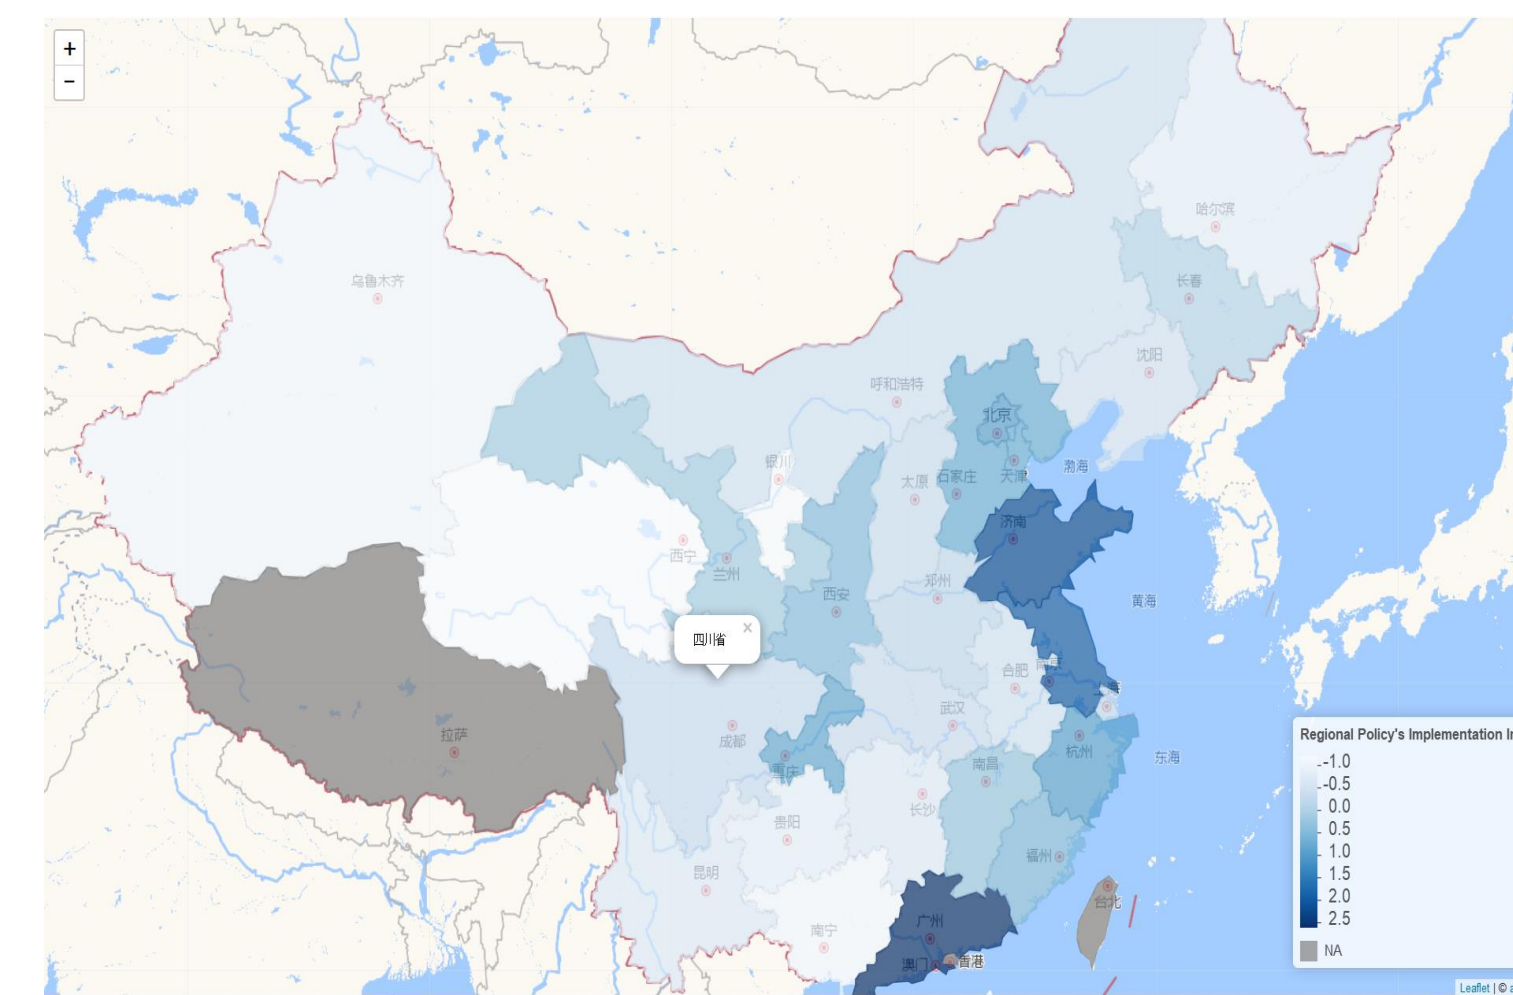 +
−
哈尔滨
乌鲁木齐
长春
沈阳
呼和浩特
北京
银川
渤海
太原
石家庄
天津
济南
西宁
兰州
西安
郑州
黄海
四川省
×
合肥
南京
上海
武汉
成都
拉萨
重庆
南昌
杭州
东海
长沙
贵阳
福州
昆明
台北
广州
南宁
澳门
香港
Regional Policy's Implementation In
-1.0
-0.5
0.0
0.5
1.0
1.5
2.0
2.5
NA
Leaflet | © a